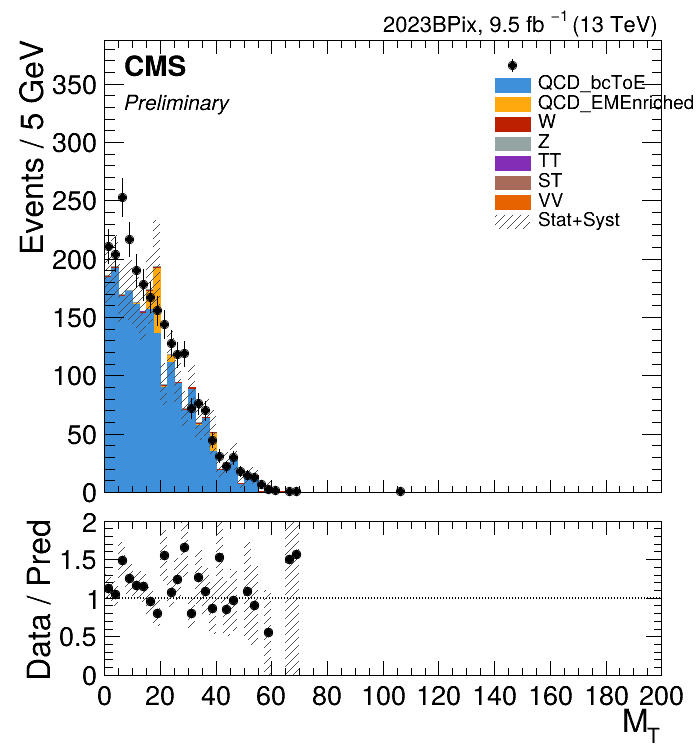 2023BPix, 9.5 fb⁻¹ (13 TeV)
CMS
Preliminary
QCD_bcToE
QCD_EMEnriched
W
Z
TT
ST
VV
Stat+Syst
Events / 5 GeV
350
300
250
200
150
100
50
0
Data / Pred
2
1.5
1
0.5
0
0 20 40 60 80 100 120 140 160 180 200
M_T